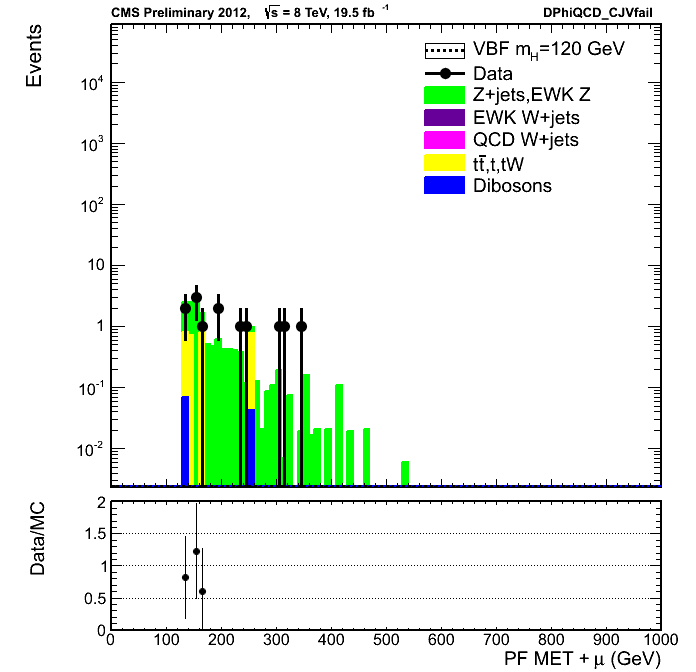 CMS Preliminary 2012, √s = 8 TeV, 19.5 fb⁻¹ DPhiQCD_CJVfail
Events
VBF m_H=120 GeV
Data
Z+jets,EWK Z
EWK W+jets
QCD W+jets
tt̄,t,tW
Dibosons
10⁴
10³
10²
10
1
10⁻¹
10⁻²
Data/MC
2
1.5
1
0.5
0
0 100 200 300 400 500 600 700 800 900 1000
PF MET + μ (GeV)